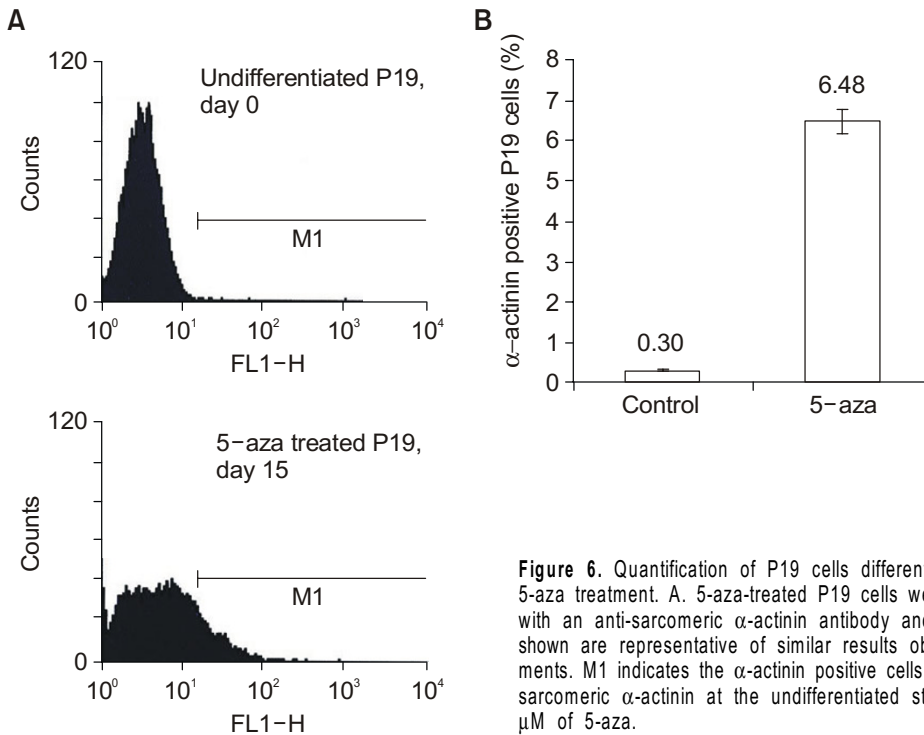 A
120
Counts
0
Undifferentiated P19,
day 0
M1
10⁰ 10¹ 10² 10³ 10⁴
FL1-H
120
Counts
0
5-aza treated P19,
day 15
M1
10⁰ 10¹ 10² 10³ 10⁴
FL1-H
B
α-actinin positive P19 cells (%)
8
7
6
5
4
3
2
1
0
0.30
6.48
Control 5-aza
Figure 6. Quantification of P19 cells differen
5-aza treatment. A. 5-aza-treated P19 cells we
with an anti-sarcomeric α-actinin antibody and
shown are representative of similar results ob
ments. M1 indicates the α-actinin positive cells
sarcomeric α-actinin at the undifferentiated st
μM of 5-aza.